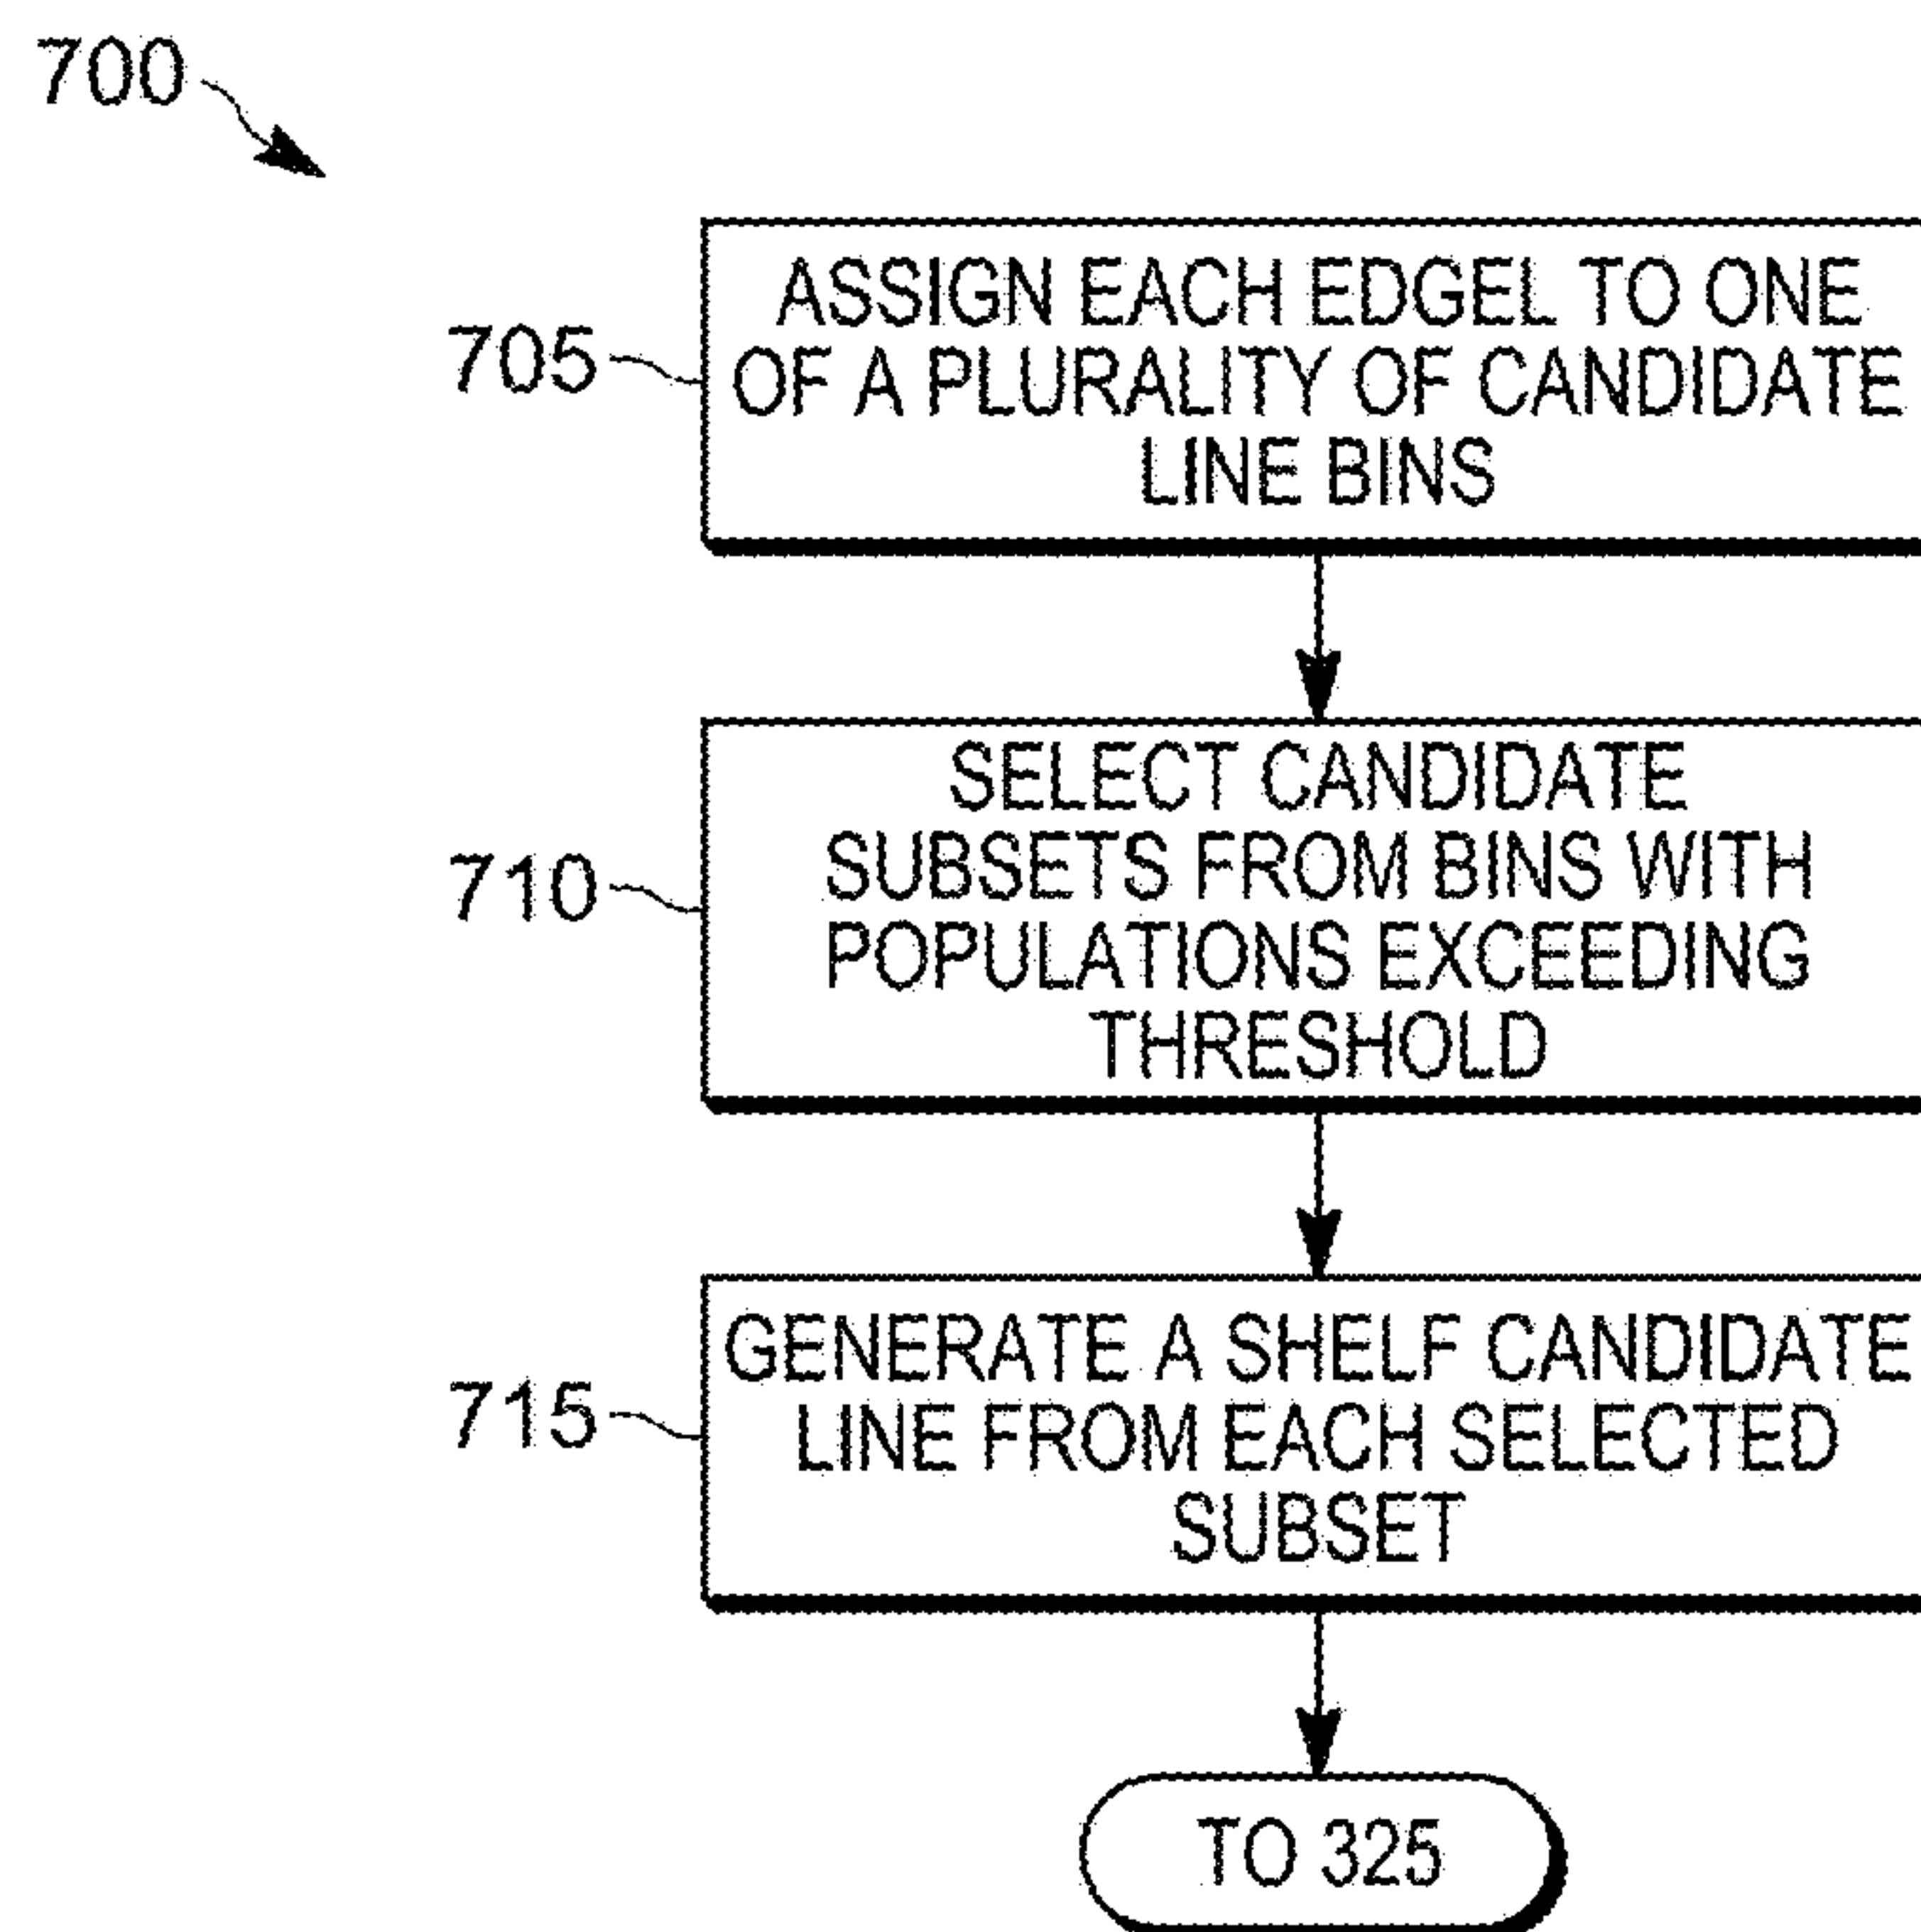 700
705
ASSIGN EACH EDGEL TO ONE
OF A PLURALITY OF CANDIDATE
LINE BINS
710
SELECT CANDIDATE
SUBSETS FROM BINS WITH
POPULATIONS EXCEEDING
THRESHOLD
715
GENERATE A SHELF CANDIDATE
LINE FROM EACH SELECTED
SUBSET
TO 325